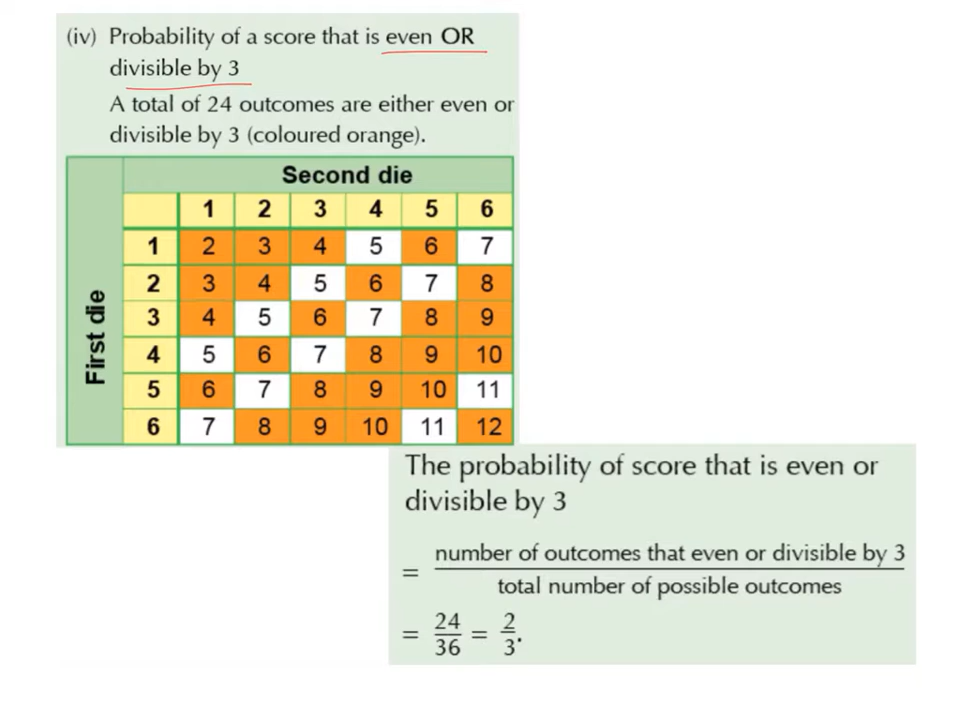 (iv) Probability of a score that is even OR
divisible by 3
A total of 24 outcomes are either even or
divisible by 3 (coloured orange).
Second die
1 2 3 4 5 6
First die
1 2 3 4 5 6 7
2 3 4 5 6 7 8
3 4 5 6 7 8 9
4 5 6 7 8 9 10
5 6 7 8 9 10 11
6 7 8 9 10 11 12
The probability of score that is even or
divisible by 3
= number of outcomes that even or divisible by 3
total number of possible outcomes
= 24/36 = 2/3.